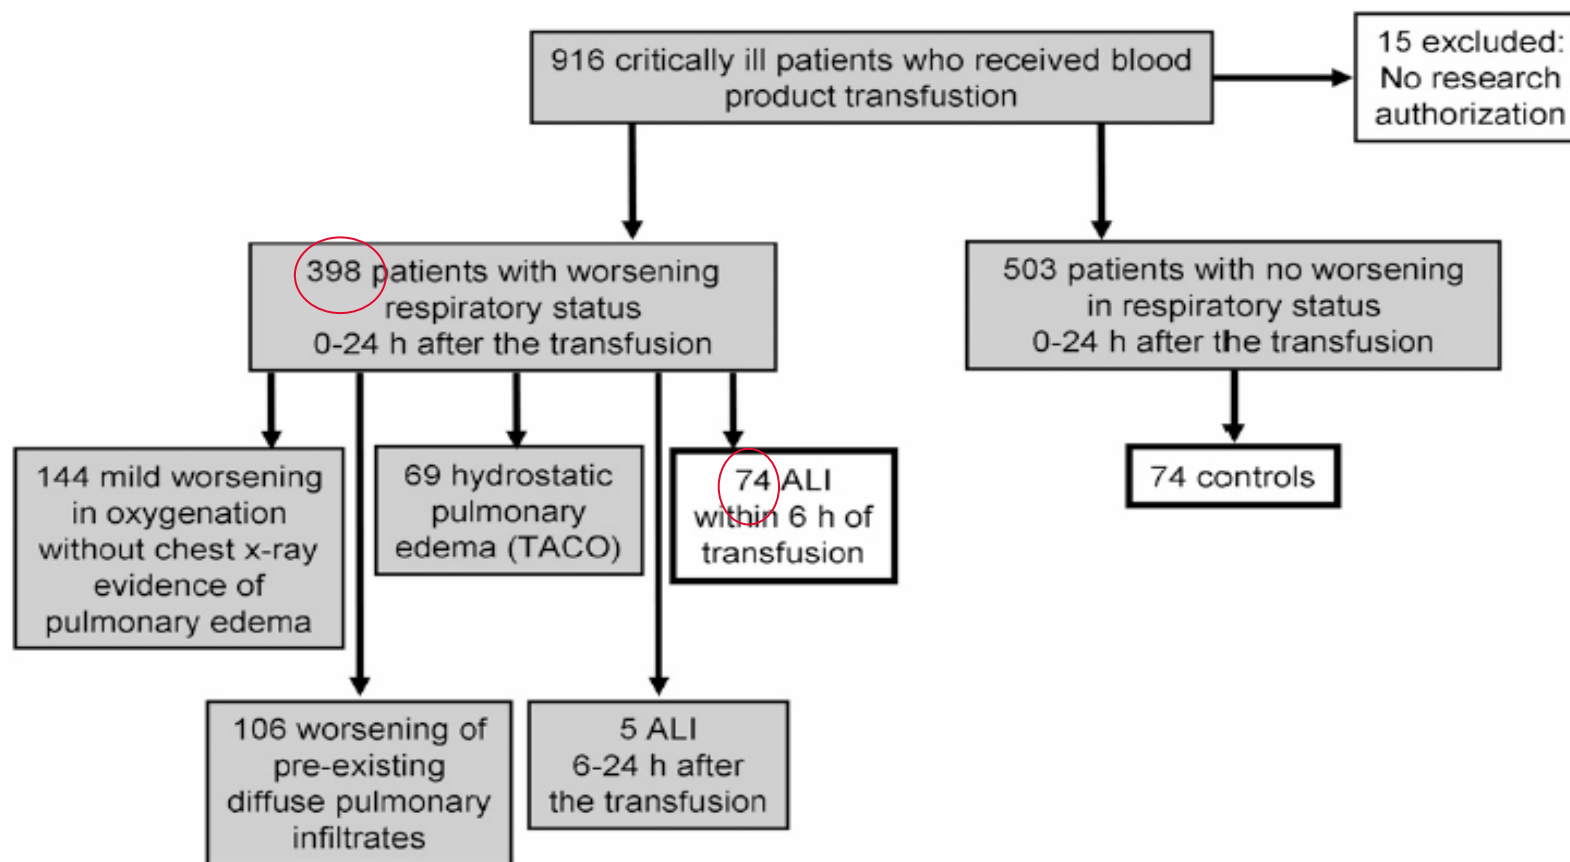 916 critically ill patients who received blood
product transfustion
15 excluded:
No research
authorization
398 patients with worsening
respiratory status
0-24 h after the transfusion
503 patients with no worsening
in respiratory status
0-24 h after the transfusion
144 mild worsening
in oxygenation
without chest x-ray
evidence of
pulmonary edema
69 hydrostatic
pulmonary
edema (TACO)
74 ALI
within 6 h of
transfusion
74 controls
106 worsening of
pre-existing
diffuse pulmonary
infiltrates
5 ALI
6-24 h after
the transfusion